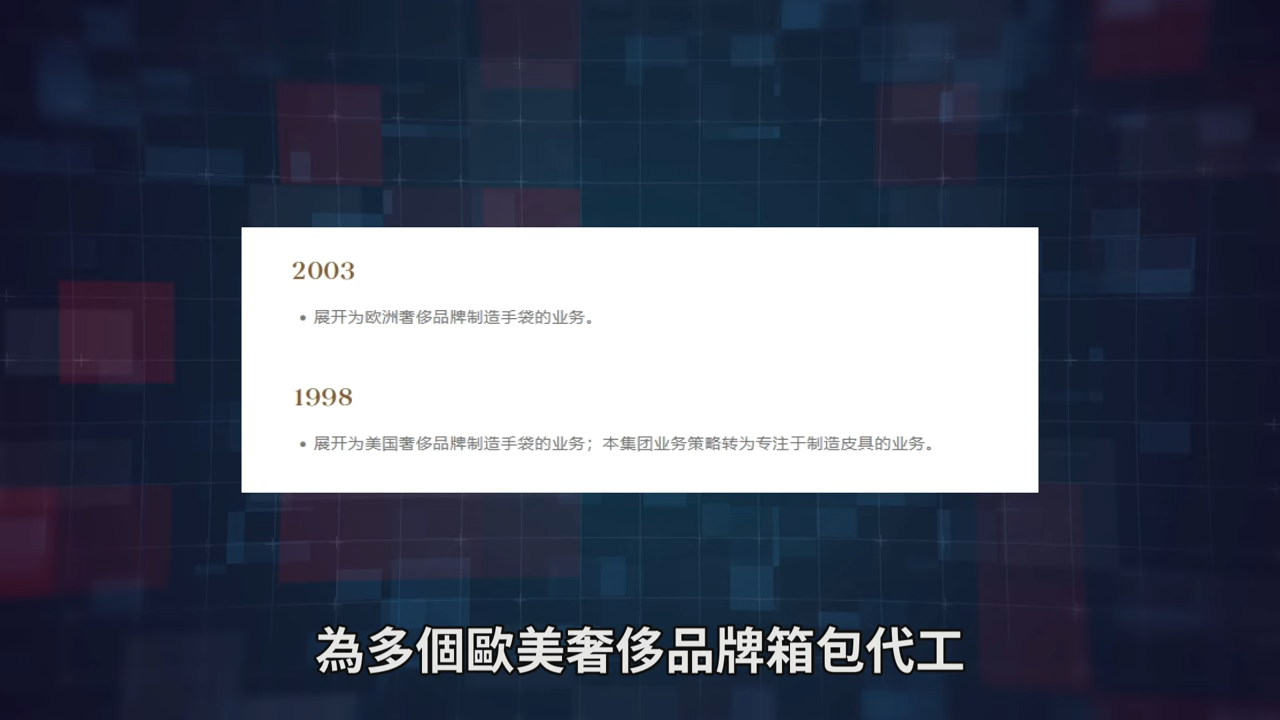 2003
• 展开为欧洲奢侈品牌制造手袋的业务。
1998
• 展开为美国奢侈品牌制造手袋的业务；本集团业务策略转为专注于制造皮具的业务。
為多個歐美奢侈品牌箱包代工